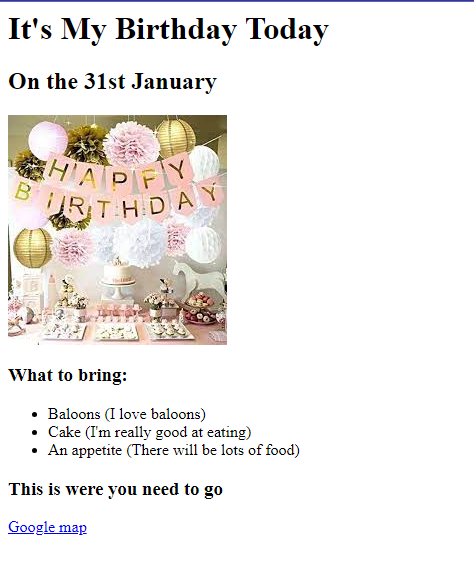 It's My Birthday Today
On the 31st January
HAPPY
BIRTHDAY
What to bring:
Baloons (I love baloons)
Cake (I'm really good at eating)
An appetite (There will be lots of food)
This is were you need to go
Google map